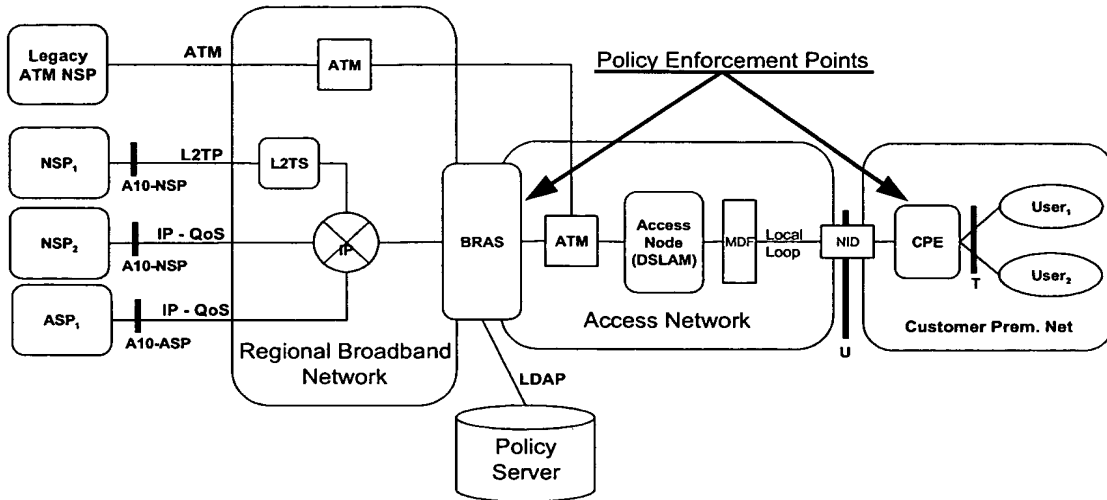 Legacy
ATM NSP
ATM
ATM
Policy Enforcement Points
NSP1
L2TP
A10-NSP
L2TS
NSP2
IP - QoS
A10-NSP
IP
ASP1
IP - QoS
A10-ASP
Regional Broadband
Network
BRAS
ATM
Access
Node
(DSLAM)
MDF
Local
Loop
Access Network
NID
U
CPE
T
User1
User2
Customer Prem. Net
LDAP
Policy
Server